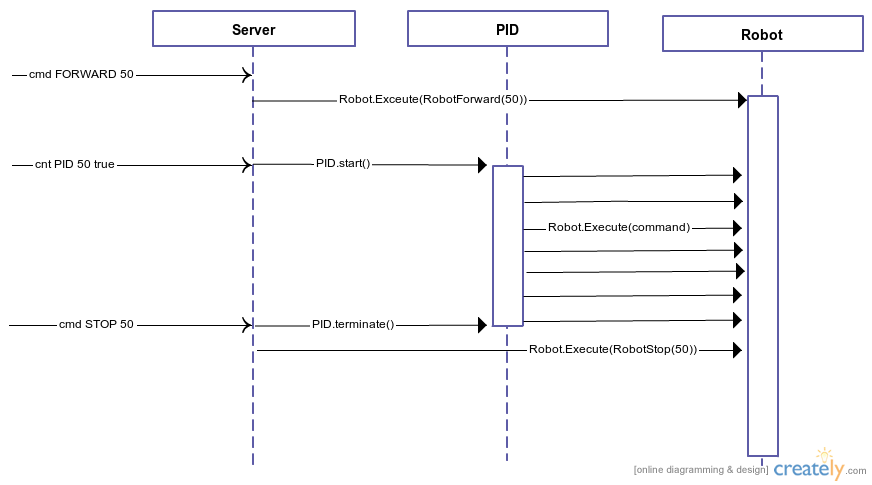 Server
PID
Robot
cmd FORWARD 50
Robot.Exceute(RobotForward(50))
cnt PID 50 true
PID.start()
Robot.Execute(command)
cmd STOP 50
PID.terminate()
Robot.Execute(RobotStop(50))
[online diagramming & design] creately.com